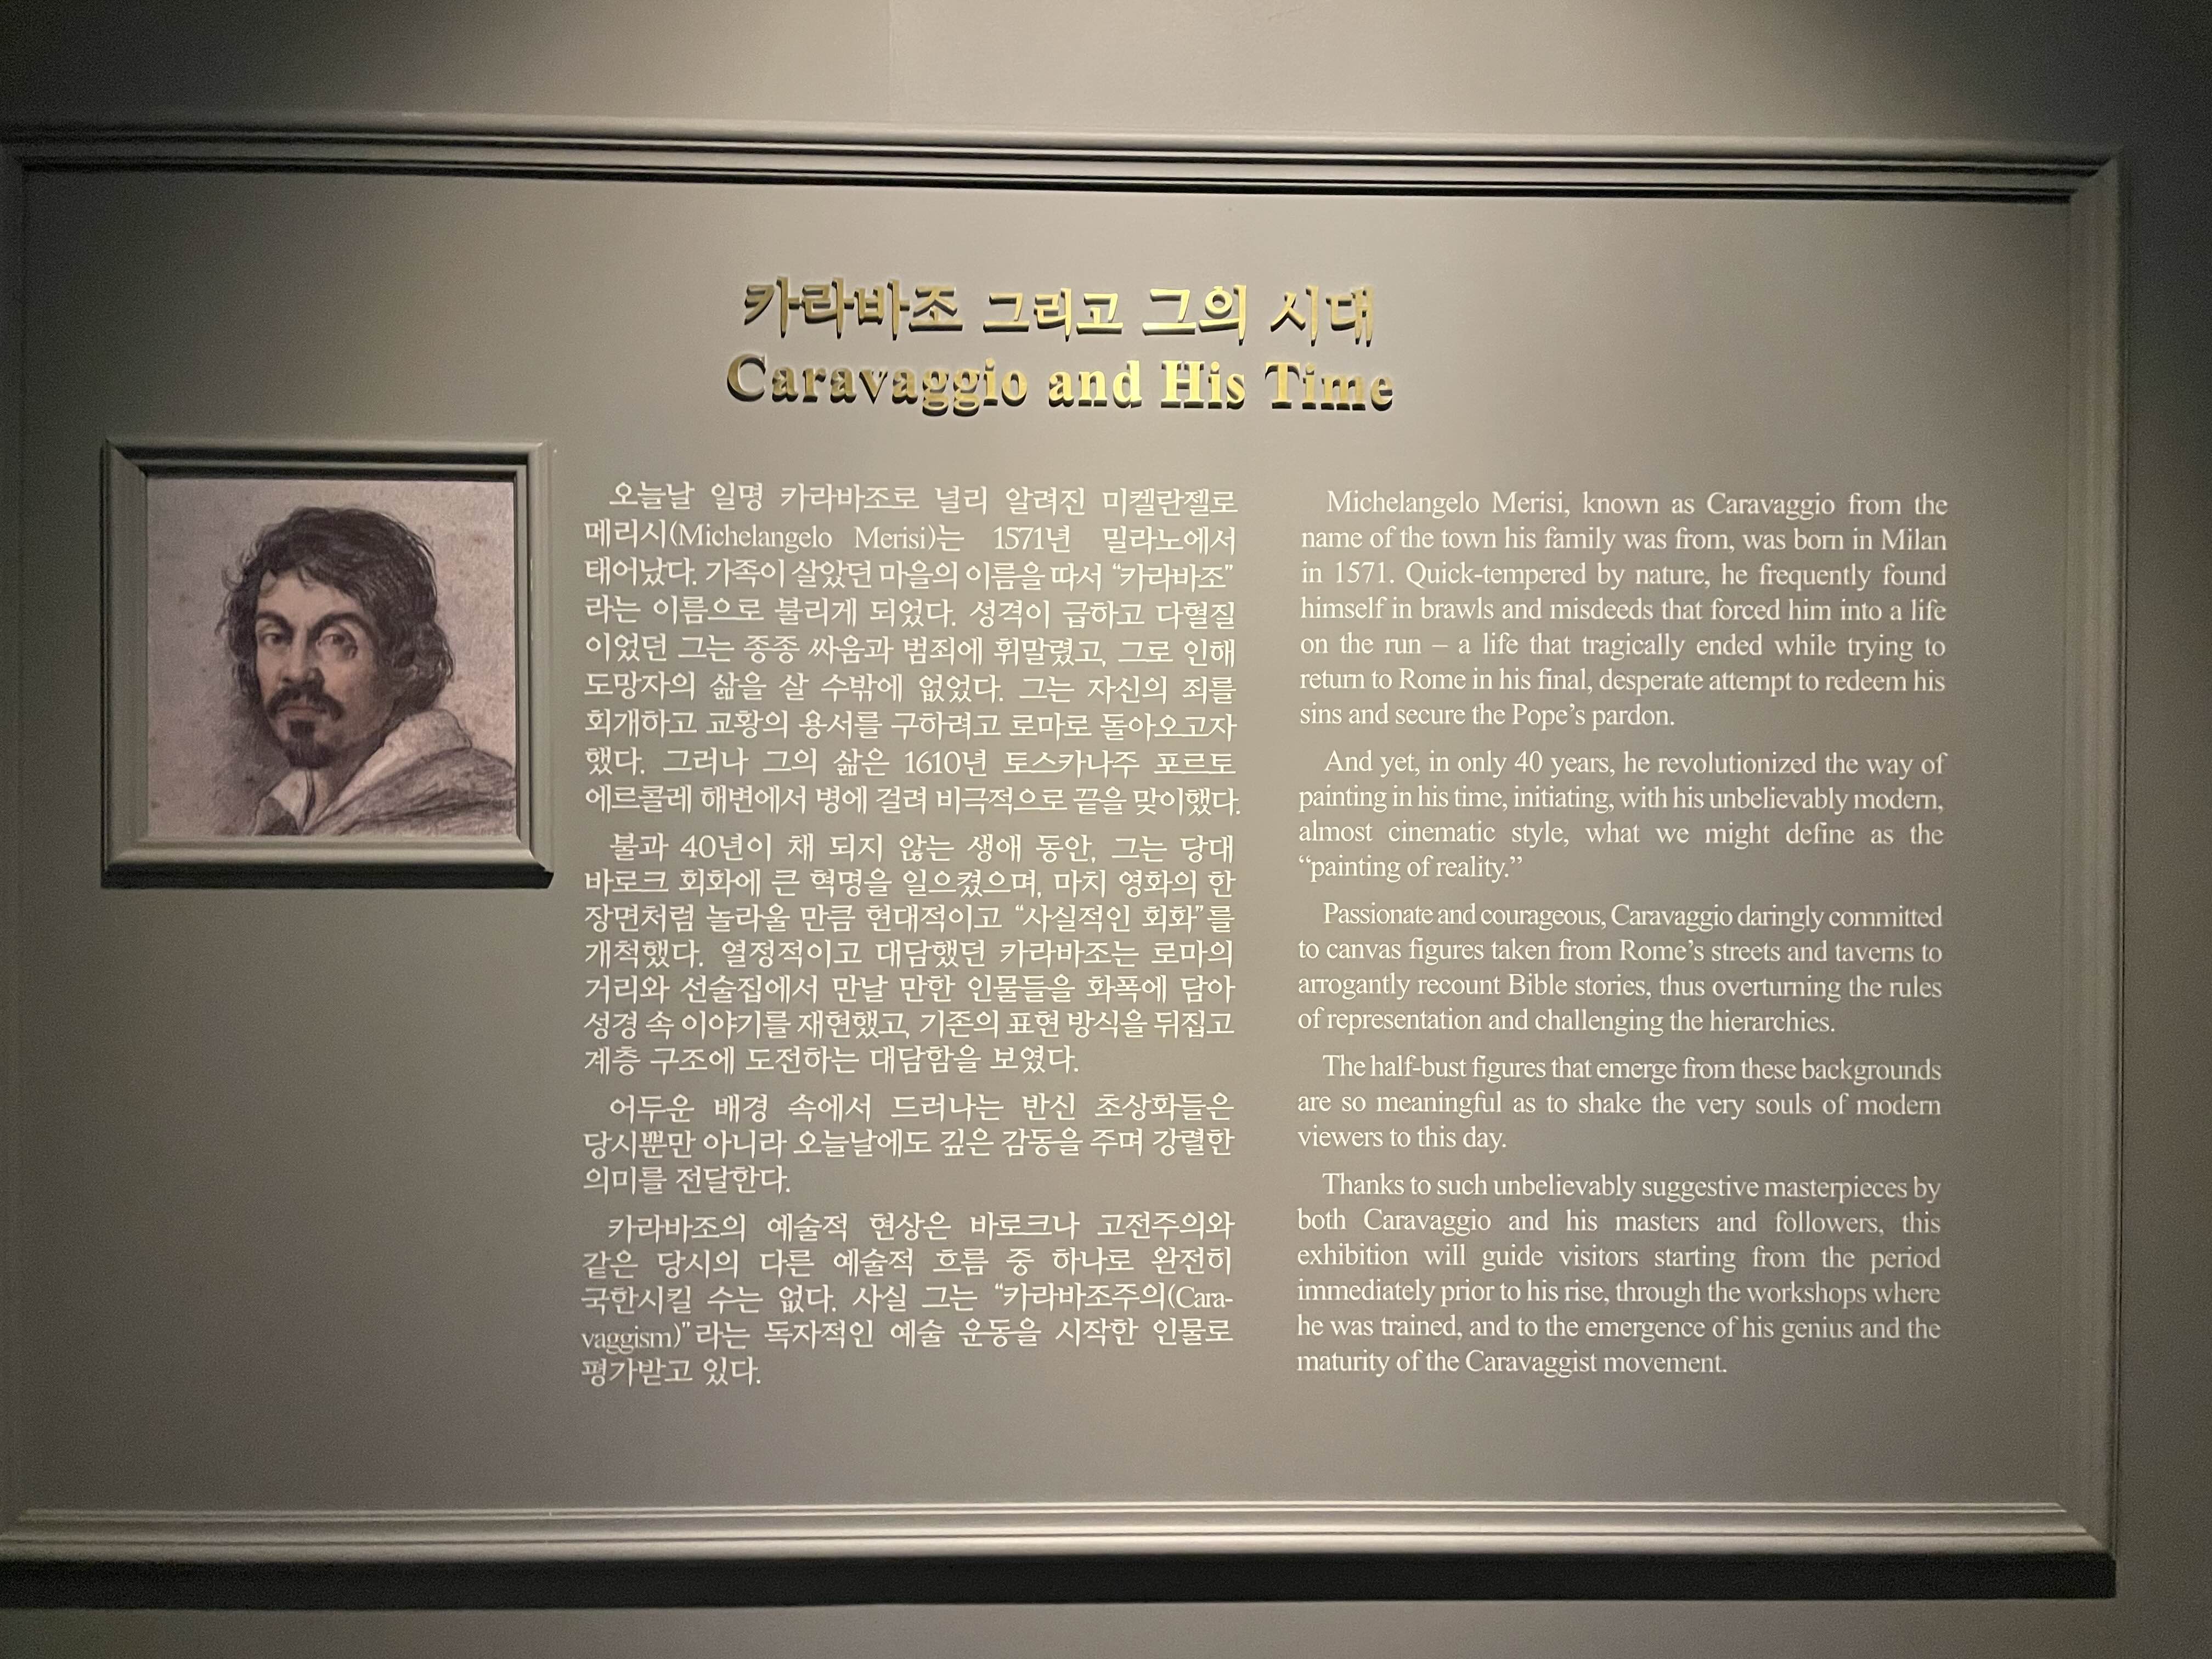 카라바조 그리고 그의 시대
Caravaggio and His Time
오늘날 일명 카라바조로 널리 알려진 미켈란젤로
메리시(Michelangelo Merisi)는 1571년 밀라노에서
태어났다. 가족이 살았던 마을의 이름을 따서 “카라바조”
라는 이름으로 불리게 되었다. 성격이 급하고 다혈질
이었던 그는 종종 싸움과 범죄에 휘말렸고, 그로 인해
도망자의 삶을 살 수밖에 없었다. 그는 자신의 죄를
회개하고 교황의 용서를 구하려고 로마로 돌아오고자
했다. 그러나 그의 삶은 1610년 토스카나주 포르토
에르콜레 해변에서 병에 걸려 비극적으로 끝을 맞이했다.
불과 40년이 채 되지 않는 생애 동안, 그는 당대
바로크 회화에 큰 혁명을 일으켰으며, 마치 영화의 한
장면처럼 놀라울 만큼 현대적이고 “사실적인 회화”를
개척했다. 열정적이고 대담했던 카라바조는 로마의
거리와 선술집에서 만날 만한 인물들을 화폭에 담아
성경 속 이야기를 재현했고, 기존의 표현 방식을 뒤집고
계층 구조에 도전하는 대담함을 보였다.
어두운 배경 속에서 드러나는 반신 초상화들은
당시뿐만 아니라 오늘날에도 깊은 감동을 주며 강렬한
의미를 전달한다.
카라바조의 예술적 현상은 바로크나 고전주의와
같은 당시의 다른 예술적 흐름 중 하나로 완전히
국한시킬 수는 없다. 사실 그는 “카라바조주의(Cara-
vaggism)”라는 독자적인 예술 운동을 시작한 인물로
평가받고 있다.
Michelangelo Merisi, known as Caravaggio from the
name of the town his family was from, was born in Milan
in 1571. Quick-tempered by nature, he frequently found
himself in brawls and misdeeds that forced him into a life
on the run – a life that tragically ended while trying to
return to Rome in his final, desperate attempt to redeem his
sins and secure the Pope’s pardon.
And yet, in only 40 years, he revolutionized the way of
painting in his time, initiating, with his unbelievably modern,
almost cinematic style, what we might define as the
“painting of reality.”
Passionate and courageous, Caravaggio daringly committed
to canvas figures taken from Rome’s streets and taverns to
arrogantly recount Bible stories, thus overturning the rules
of representation and challenging the hierarchies.
The half-bust figures that emerge from these backgrounds
are so meaningful as to shake the very souls of modern
viewers to this day.
Thanks to such unbelievably suggestive masterpieces by
both Caravaggio and his masters and followers, this
exhibition will guide visitors starting from the period
immediately prior to his rise, through the workshops where
he was trained, and to the emergence of his genius and the
maturity of the Caravaggist movement.